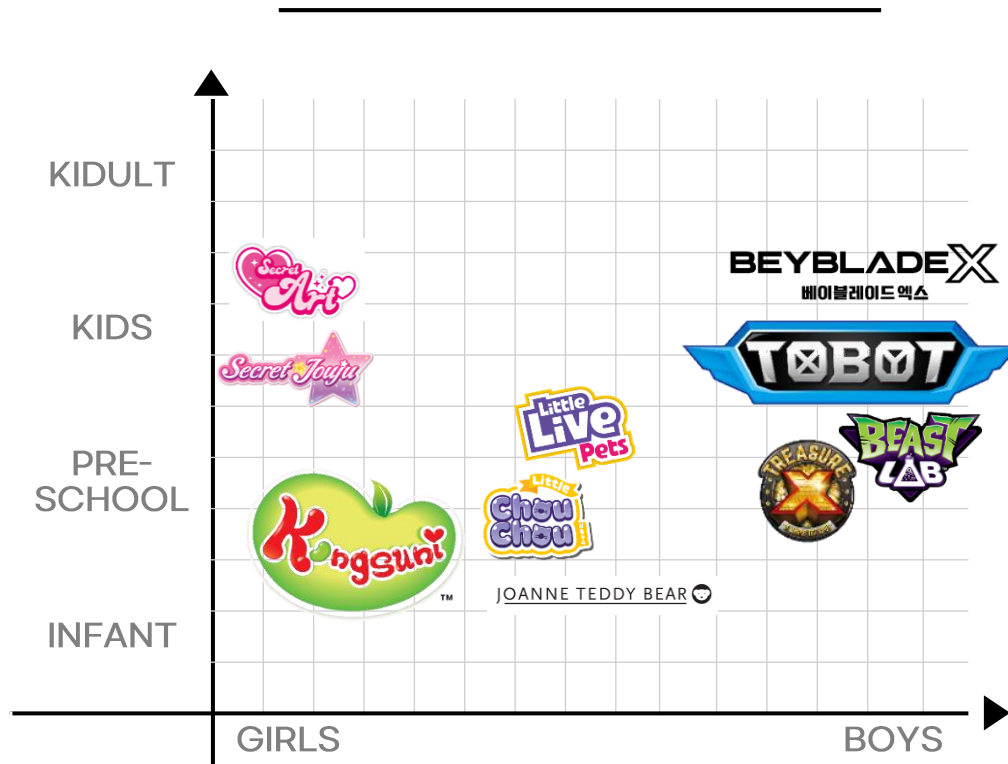 KIDULT
Secret
Art
BEYBLADE X
베이블레이드 엑스
KIDS
TOBOT
Secret Jouju
Little
Live
Pets
BEAST
LAB
PRE-
SCHOOL
TREASURE
X
Kongsuni
TM
Little
Chou
Chou
JOANNE TEDDY BEAR
INFANT
GIRLS
BOYS